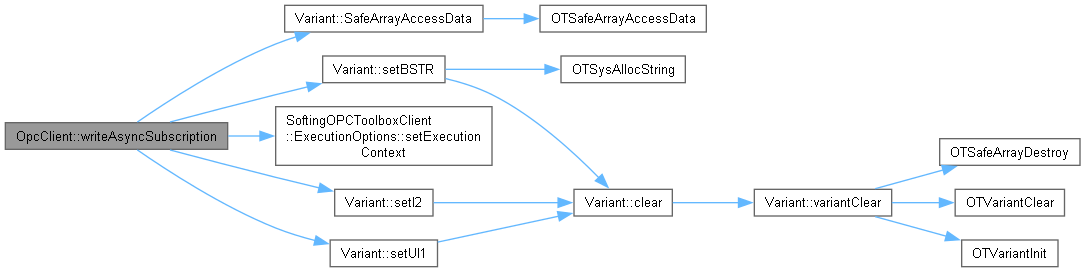 Variant::SafeArrayAccessData
OTSafeArrayAccessData
Variant::setBSTR
OTSysAllocString
OpcClient::writeAsyncSubscription
SoftingOPCToolboxClient
::ExecutionOptions::setExecution
Context
OTSafeArrayDestroy
Variant::setI2
Variant::clear
Variant::variantClear
OTVariantClear
Variant::setUI1
OTVariantInit